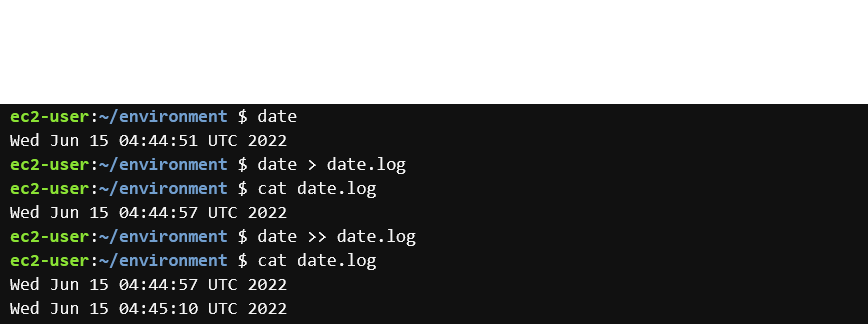 ec2-user:~/environment $ date
Wed Jun 15 04:44:51 UTC 2022
ec2-user:~/environment $ date > date.log
ec2-user:~/environment $ cat date.log
Wed Jun 15 04:44:57 UTC 2022
ec2-user:~/environment $ date >> date.log
ec2-user:~/environment $ cat date.log
Wed Jun 15 04:44:57 UTC 2022
Wed Jun 15 04:45:10 UTC 2022